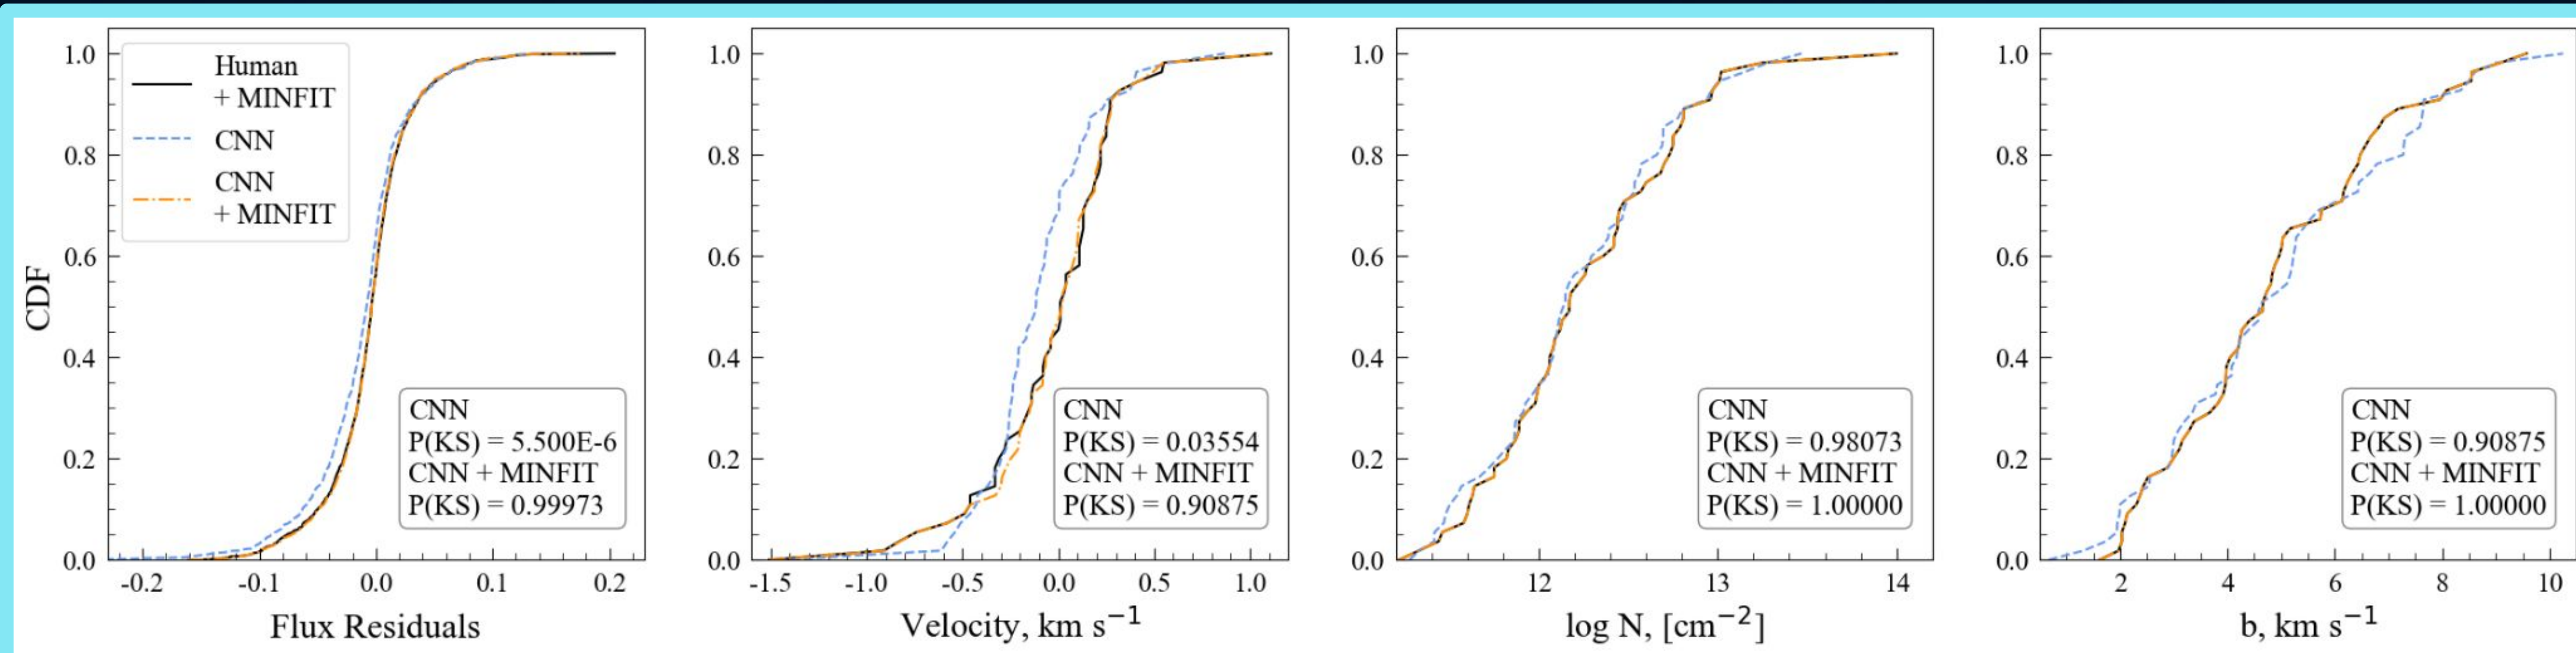 CDF
1.0
0.8
0.6
0.4
0.2
0.0
Human
+ MINFIT
CNN
CNN
+ MINFIT
CNN
P(KS) = 5.500E-6
CNN + MINFIT
P(KS) = 0.99973
-0.2 -0.1 0.0 0.1 0.2
Flux Residuals
1.0
0.8
0.6
0.4
0.2
0.0
CNN
P(KS) = 0.03554
CNN + MINFIT
P(KS) = 0.90875
-1.5 -1.0 -0.5 0.0 0.5 1.0
Velocity, km s⁻¹
1.0
0.8
0.6
0.4
0.2
0.0
CNN
P(KS) = 0.98073
CNN + MINFIT
P(KS) = 1.00000
12 13 14
log N, [cm⁻²]
1.0
0.8
0.6
0.4
0.2
0.0
CNN
P(KS) = 0.90875
CNN + MINFIT
P(KS) = 1.00000
2 4 6 8 10
b, km s⁻¹